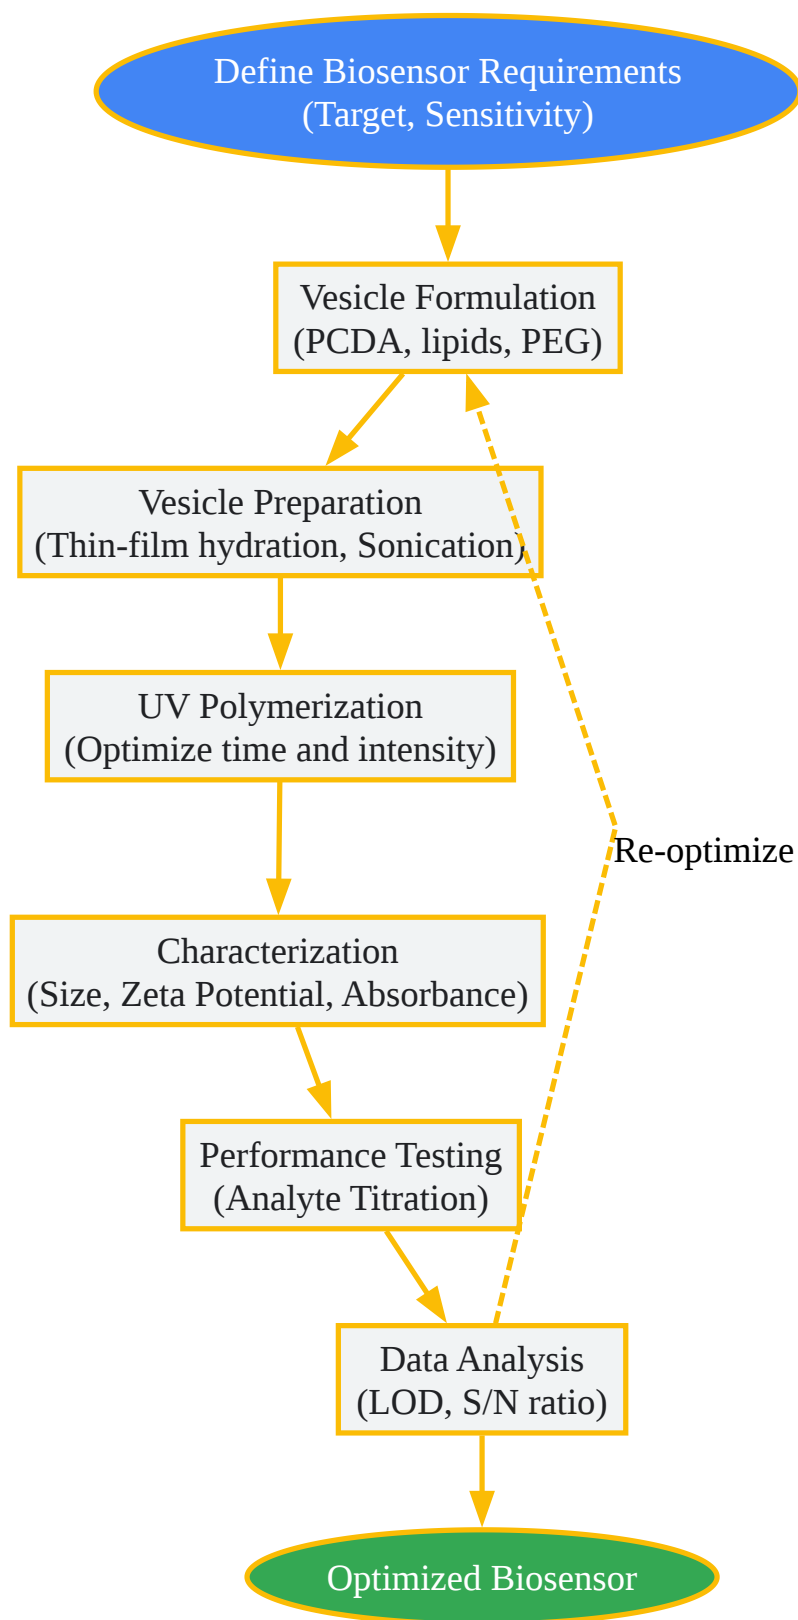 Define Biosensor Requirements
(Target, Sensitivity)
Vesicle Formulation
(PCDA, lipids, PEG)
Vesicle Preparation
(Thin-film hydration, Sonication)
UV Polymerization
(Optimize time and intensity)
Re-optimize
Characterization
(Size, Zeta Potential, Absorbance)
Performance Testing
(Analyte Titration)
Data Analysis
(LOD, S/N ratio)
Optimized Biosensor